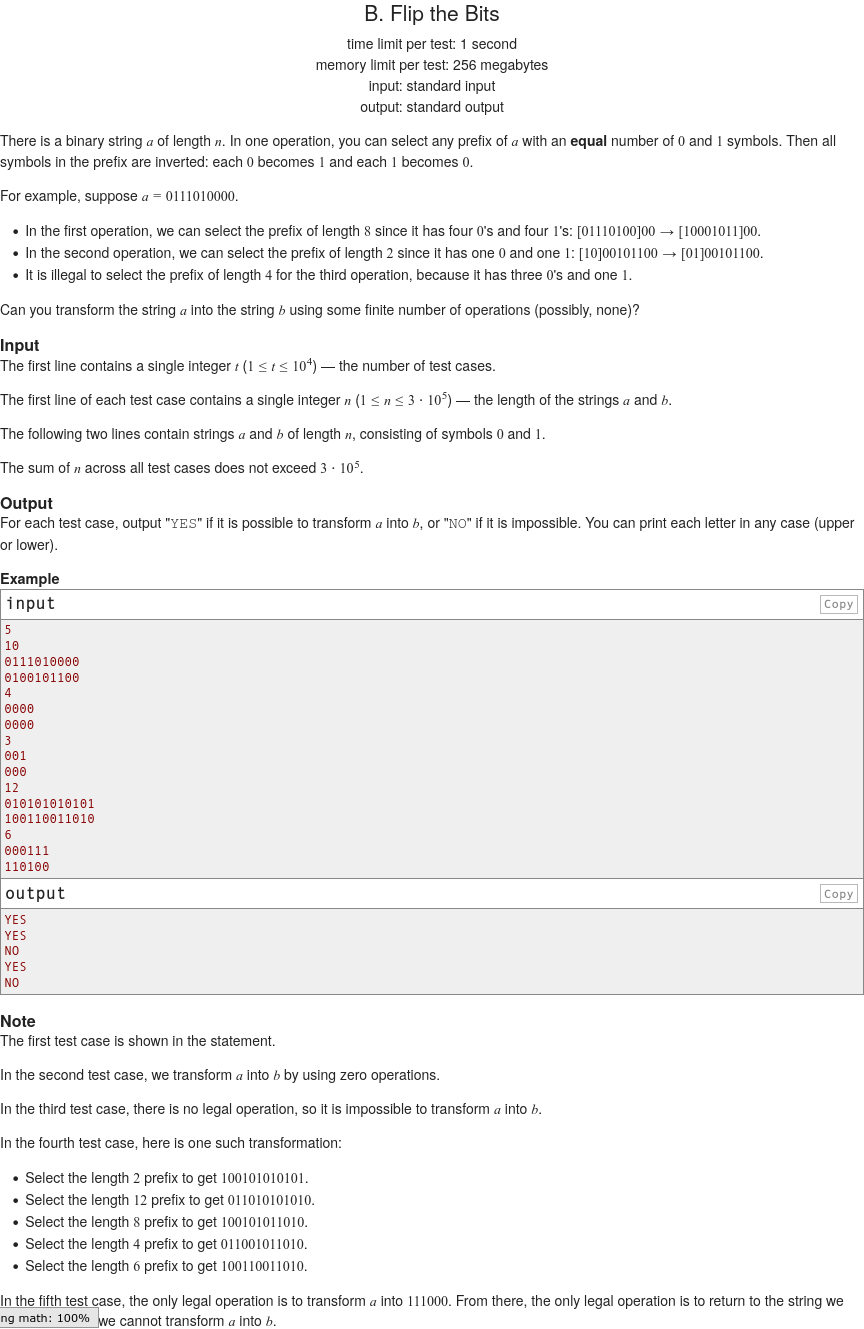 B. Flip the Bits
time limit per test: 1 second
memory limit per test: 256 megabytes
input: standard input
output: standard output
There is a binary string a of length n. In one operation, you can select any prefix of a with an equal number of 0 and 1 symbols. Then all
symbols in the prefix are inverted: each 0 becomes 1 and each 1 becomes 0.
For example, suppose a = 0111010000.
• In the first operation, we can select the prefix of length 8 since it has four 0's and four 1's: [01110100]00 → [10001011]00.
• In the second operation, we can select the prefix of length 2 since it has one 0 and one 1: [10]00101100 → [01]00101100.
• It is illegal to select the prefix of length 4 for the third operation, because it has three 0's and one 1.
Can you transform the string a into the string b using some finite number of operations (possibly, none)?
Input
The first line contains a single integer t (1 ≤ t ≤ 10⁴) — the number of test cases.
The first line of each test case contains a single integer n (1 ≤ n ≤ 3 · 10⁵) — the length of the strings a and b.
The following two lines contain strings a and b of length n, consisting of symbols 0 and 1.
The sum of n across all test cases does not exceed 3 · 10⁵.
Output
For each test case, output "YES" if it is possible to transform a into b, or "NO" if it is impossible. You can print each letter in any case (upper
or lower).
Example
input Copy
5
10
0111010000
0100101100
4
0000
0000
3
001
000
12
010101010101
100110011010
6
000111
110100
output Copy
YES
YES
NO
YES
NO
Note
The first test case is shown in the statement.
In the second test case, we transform a into b by using zero operations.
In the third test case, there is no legal operation, so it is impossible to transform a into b.
In the fourth test case, here is one such transformation:
• Select the length 2 prefix to get 100101010101.
• Select the length 12 prefix to get 011010101010.
• Select the length 8 prefix to get 100101011010.
• Select the length 4 prefix to get 011001011010.
• Select the length 6 prefix to get 100110011010.
In the fifth test case, the only legal operation is to transform a into 111000. From there, the only legal operation is to return to the string we
ng math: 100% we cannot transform a into b.